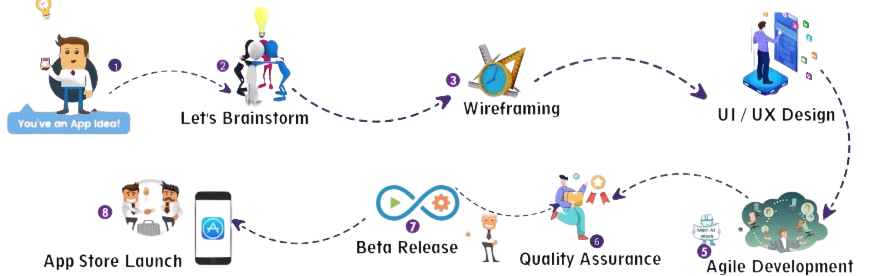 1
You've an App Idea!
2
Let's Brainstorm
3
Wireframing
UI / UX Design
Men At
Work
5
Agile Development
6
Quality Assurance
7
Beta Release
8
App Store Launch